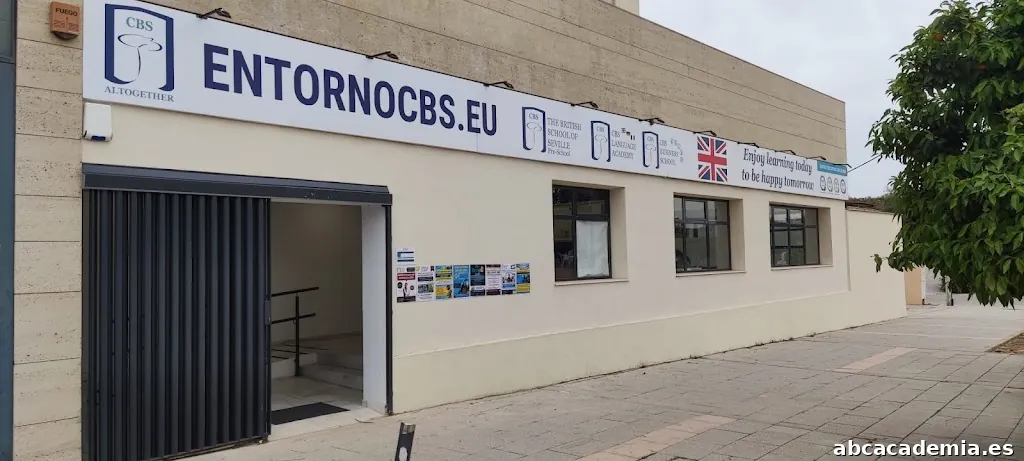 FUEGO
CBS
ALTOGETHER
ENTORNOCBS.EU
CBS
THE BRITISH
SCHOOL OF
SEVILLE
Pre-School
CBS
CBS
LANGUAGE
ACADEMY
CBS
SCHOOL
Enjoy learning today
to be happy tomorrow
abcacademia.es